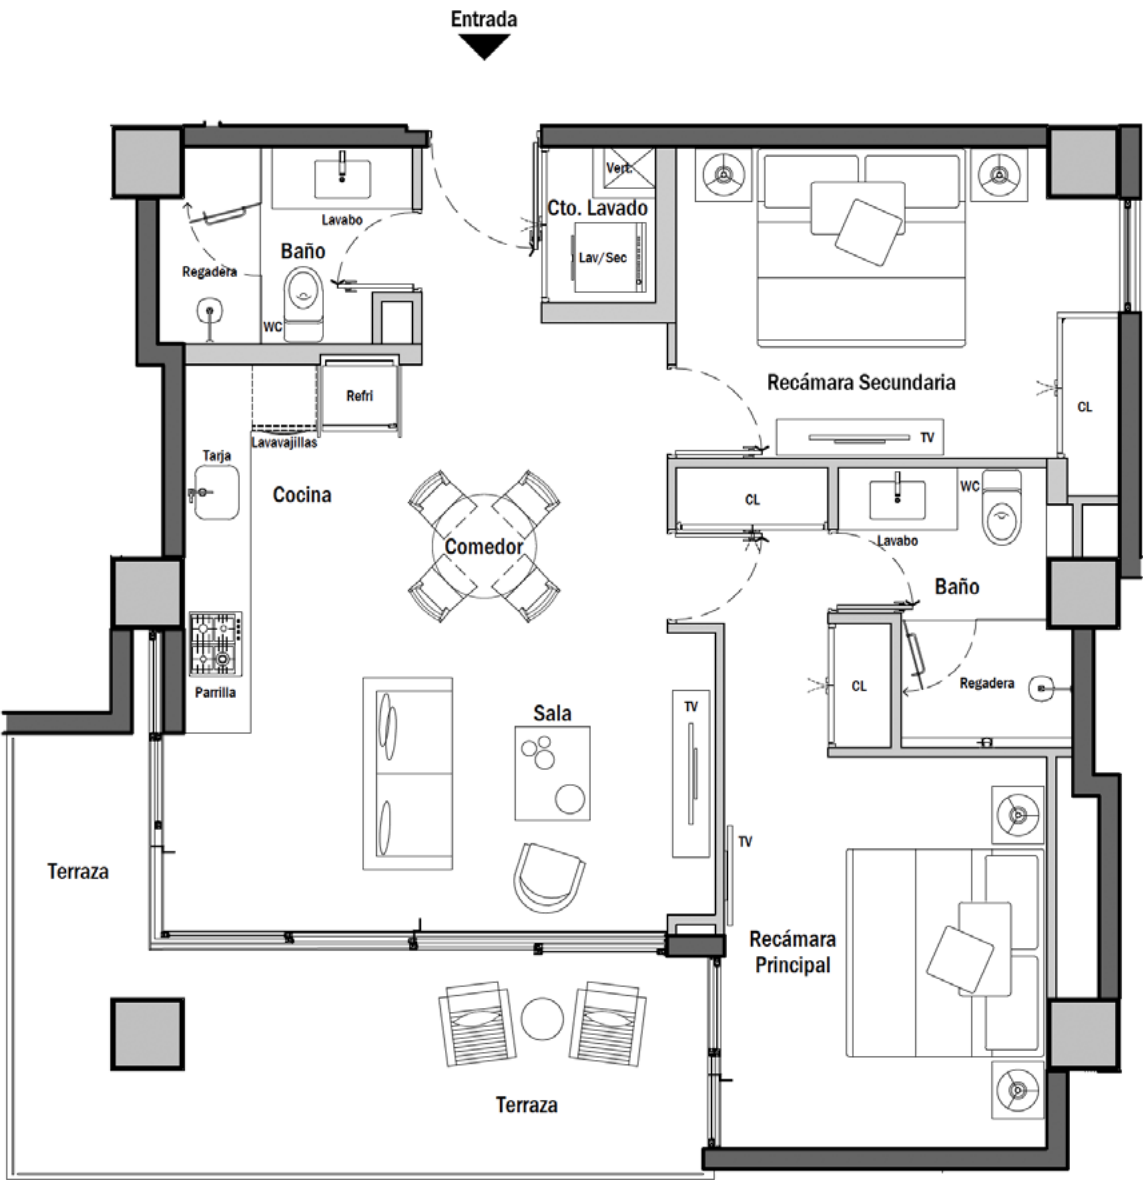 Entrada
Vert.
Cto. Lavado
Lavabo
Baño
Lav/Sec
Regadera
WC
Recámara Secundaria
Refri
CL
TV
Lavavajillas
Tarja
Cocina
WC
CL
Lavabo
Comedor
Baño
Regadera
CL
Parrilla
TV
Sala
TV
Terraza
Recámara
Principal
Terraza